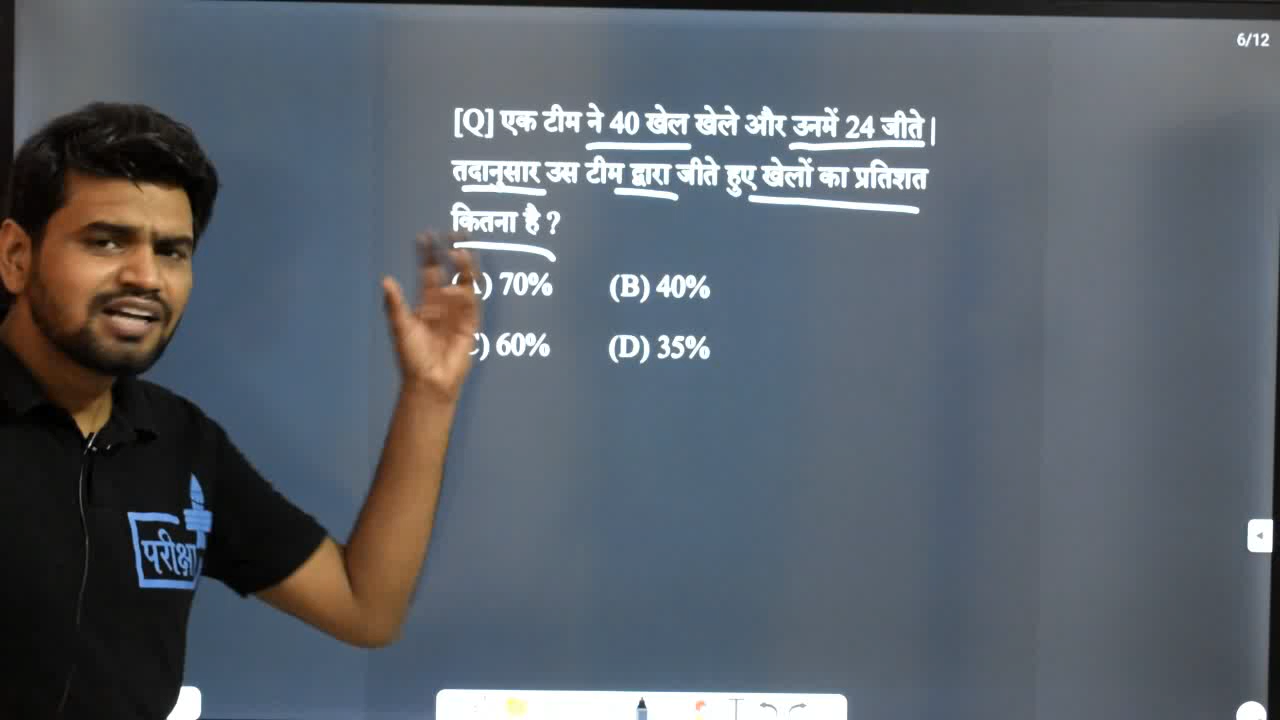 6/12
[Q] एक टीम ने 40 खेल खेले और उनमें 24 जीते |
तदानुसार उस टीम द्वारा जीते हुए खेलों का प्रतिशत
कितना है ?
70% (B) 40%
60% (D) 35%
परीक्षा